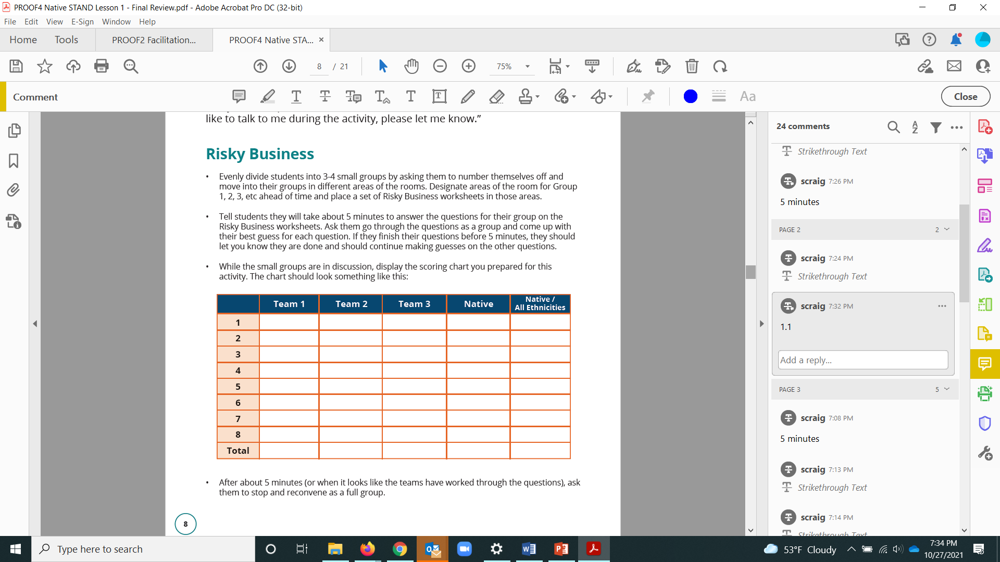 PROOF4 Native STAND Lesson 1 - Final Review.pdf - Adobe Acrobat Pro DC (32-bit)
File Edit View E-Sign Window Help
Home Tools PROOF2 Facilitation... PROOF4 Native STA... ×
8 / 21 75%
Comment
Aa
Close
like to talk to me during the activity, please let me know.”
Risky Business
• Evenly divide students into 3-4 small groups by asking them to number themselves off and
move into their groups in different areas of the rooms. Designate areas of the room for Group
1, 2, 3, etc ahead of time and place a set of Risky Business worksheets in those areas.
• Tell students they will take about 5 minutes to answer the questions for their group on the
Risky Business worksheets. Ask them go through the questions as a group and come up with
their best guess for each question. If they finish their questions before 5 minutes, they should
let you know they are done and should continue making guesses on the other questions.
• While the small groups are in discussion, display the scoring chart you prepared for this
activity. The chart should look something like this:
Team 1 Team 2 Team 3 Native Native /
All Ethnicities
1
2
3
4
5
6
7
8
Total
• After about 5 minutes (or when it looks like the teams have worked through the questions), ask
them to stop and reconvene as a full group.
8
24 comments
Strikethrough Text
scraig 7:26 PM
5 minutes
PAGE 2 2
scraig 7:24 PM
Strikethrough Text
scraig 7:32 PM
1.1
Add a reply...
PAGE 3 5
scraig 7:08 PM
5 minutes
scraig 7:13 PM
Strikethrough Text
scraig 7:14 PM
Strikethrough Text
Type here to search
53°F Cloudy
7:34 PM
10/27/2021